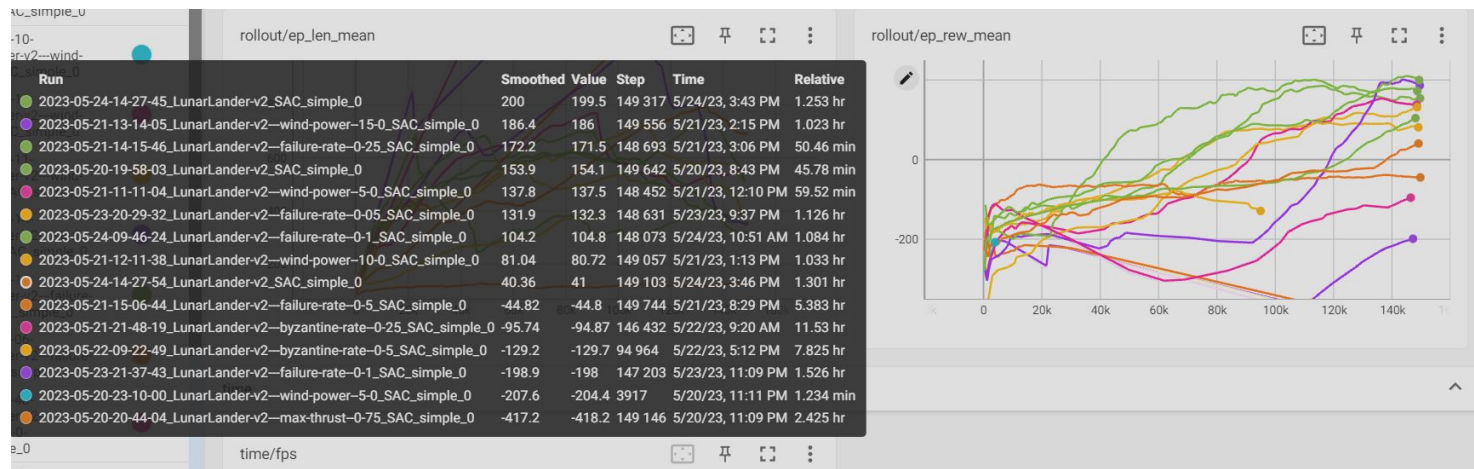 AC_simple_0
-10-
er-v2---wind-
C_simple_0
rollout/ep_len_mean
rollout/ep_rew_mean
Run Smoothed Value Step Time Relative
2023-05-24-14-27-45_LunarLander-v2_SAC_simple_0 200 199.5 149 317 5/24/23, 3:43 PM 1.253 hr
2023-05-21-13-14-05_LunarLander-v2---wind-power--15-0_SAC_simple_0 186.4 186 149 556 5/21/23, 2:15 PM 1.023 hr
2023-05-21-14-15-46_LunarLander-v2---failure-rate--0-25_SAC_simple_0 172.2 171.5 148 693 5/21/23, 3:06 PM 50.46 min
2023-05-20-19-58-03_LunarLander-v2_SAC_simple_0 153.9 154.1 149 642 5/20/23, 8:43 PM 45.78 min
2023-05-21-11-11-04_LunarLander-v2---wind-power--5-0_SAC_simple_0 137.8 137.5 148 452 5/21/23, 12:10 PM 59.52 min
2023-05-23-20-29-32_LunarLander-v2---failure-rate--0-05_SAC_simple_0 131.9 132.3 148 631 5/23/23, 9:37 PM 1.126 hr
2023-05-24-09-46-24_LunarLander-v2---failure-rate--0-1_SAC_simple_0 104.2 104.8 148 073 5/24/23, 10:51 AM 1.084 hr
2023-05-21-12-11-38_LunarLander-v2---wind-power--10-0_SAC_simple_0 81.04 80.72 149 057 5/21/23, 1:13 PM 1.033 hr
2023-05-24-14-27-54_LunarLander-v2_SAC_simple_0 40.36 41 149 103 5/24/23, 3:46 PM 1.301 hr
2023-05-21-15-06-44_LunarLander-v2---failure-rate--0-5_SAC_simple_0 -44.82 -44.8 149 744 5/21/23, 8:29 PM 5.383 hr
2023-05-21-21-48-19_LunarLander-v2---byzantine-rate--0-25_SAC_simple_0 -95.74 -94.87 146 432 5/22/23, 9:20 AM 11.53 hr
2023-05-22-09-22-49_LunarLander-v2---byzantine-rate--0-5_SAC_simple_0 -129.2 -129.7 94 964 5/22/23, 5:12 PM 7.825 hr
2023-05-23-21-37-43_LunarLander-v2---failure-rate--0-1_SAC_simple_0 -198.9 -198 147 203 5/23/23, 11:09 PM 1.526 hr
2023-05-20-23-10-00_LunarLander-v2---wind-power--5-0_SAC_simple_0 -207.6 -204.4 3917 5/20/23, 11:11 PM 1.234 min
2023-05-20-20-44-04_LunarLander-v2---max-thrust--0-75_SAC_simple_0 -417.2 -418.2 149 146 5/20/23, 11:09 PM 2.425 hr
0
-200
0 20k 40k 60k 80k 100k 120k 140k
time
e_0
time/fps